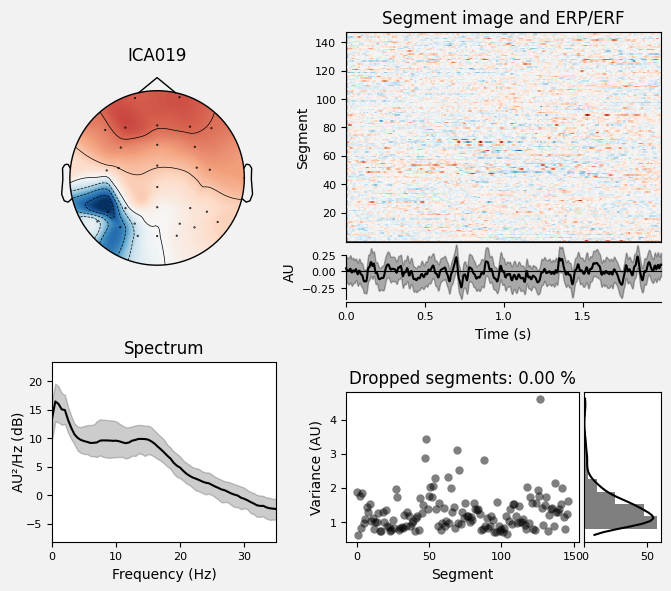 ICA019
Segment image and ERP/ERF
140
120
100
80
60
40
20
Segment
0.25
0.00
−0.25
AU
0.0 0.5 1.0 1.5
Time (s)
Spectrum
20
15
10
5
0
−5
AU²/Hz (dB)
0 10 20 30
Frequency (Hz)
Dropped segments: 0.00 %
4
3
2
1
Variance (AU)
0 50 100 150
Segment
0 50